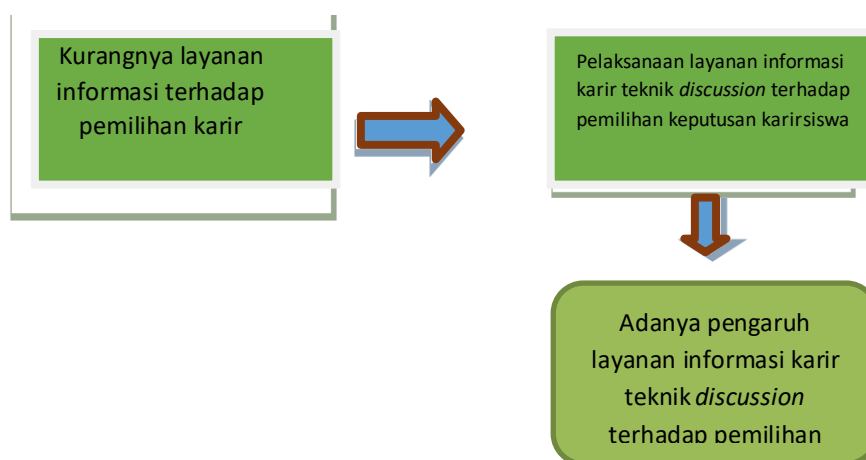 Kurangnya layanan
informasi terhadap
pemilihan karir
Pelaksanaan layanan informasi
karir teknik discussion terhadap
pemilihan keputusan karirsiswa
Adanya pengaruh
layanan informasi karir
teknik discussion
terhadap pemilihan